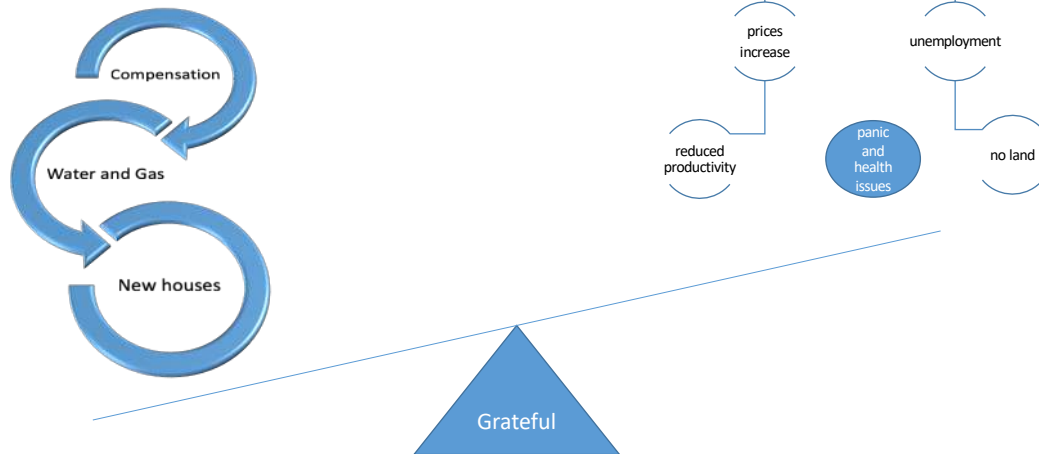 Compensation
Water and Gas
New houses
prices
increase
unemployment
reduced
productivity
panic
and
health
issues
no land
Grateful